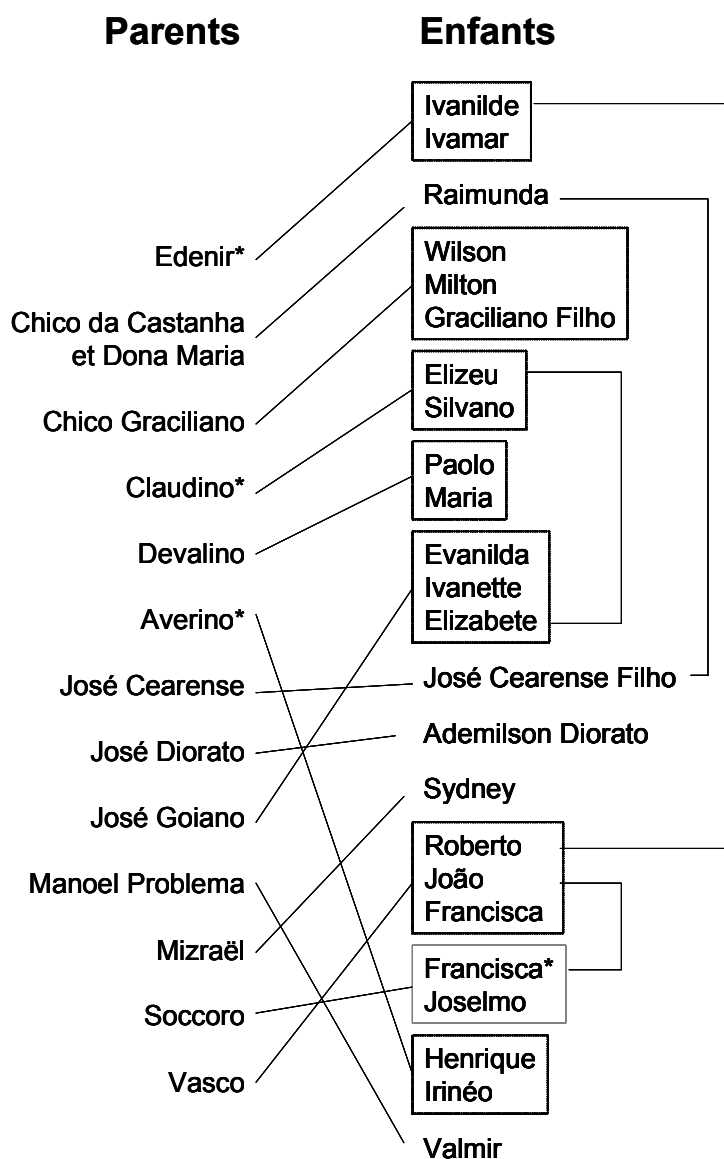 Parents
Enfants
Edenir*
Chico da Castanha
et Dona Maria
Chico Graciliano
Claudino*
Devalino
Averino*
José Cearense
José Diorato
José Goiano
Manoel Problema
Mizraël
Soccoro
Vasco
Ivanilde
Ivamar
Raimunda
Wilson
Milton
Graciliano Filho
Elizeu
Silvano
Paolo
Maria
Evanilda
Ivanette
Elizabete
José Cearense Filho
Ademilson Diorato
Sydney
Roberto
João
Francisca
Francisca*
Joselmo
Henrique
Irinéo
Valmir